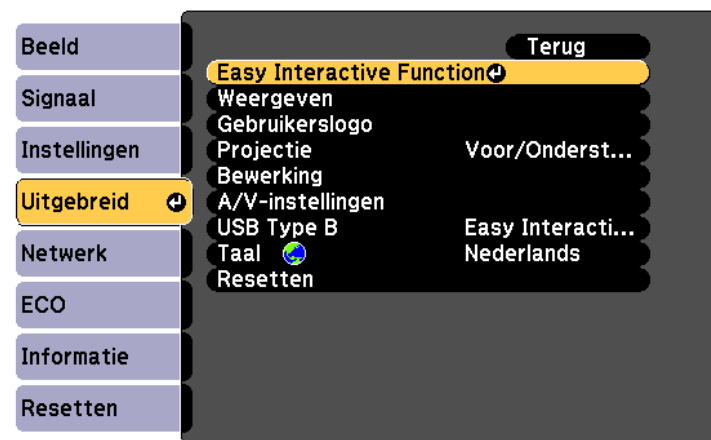 Beeld
Signaal
Instellingen
Uitgebreid
Netwerk
ECO
Informatie
Resetten
Terug
Easy Interactive Function
Weergeven
Gebruikerslogo
Projectie Voor/Onderst...
Bewerking
A/V-instellingen
USB Type B Easy Interacti...
Taal Nederlands
Resetten